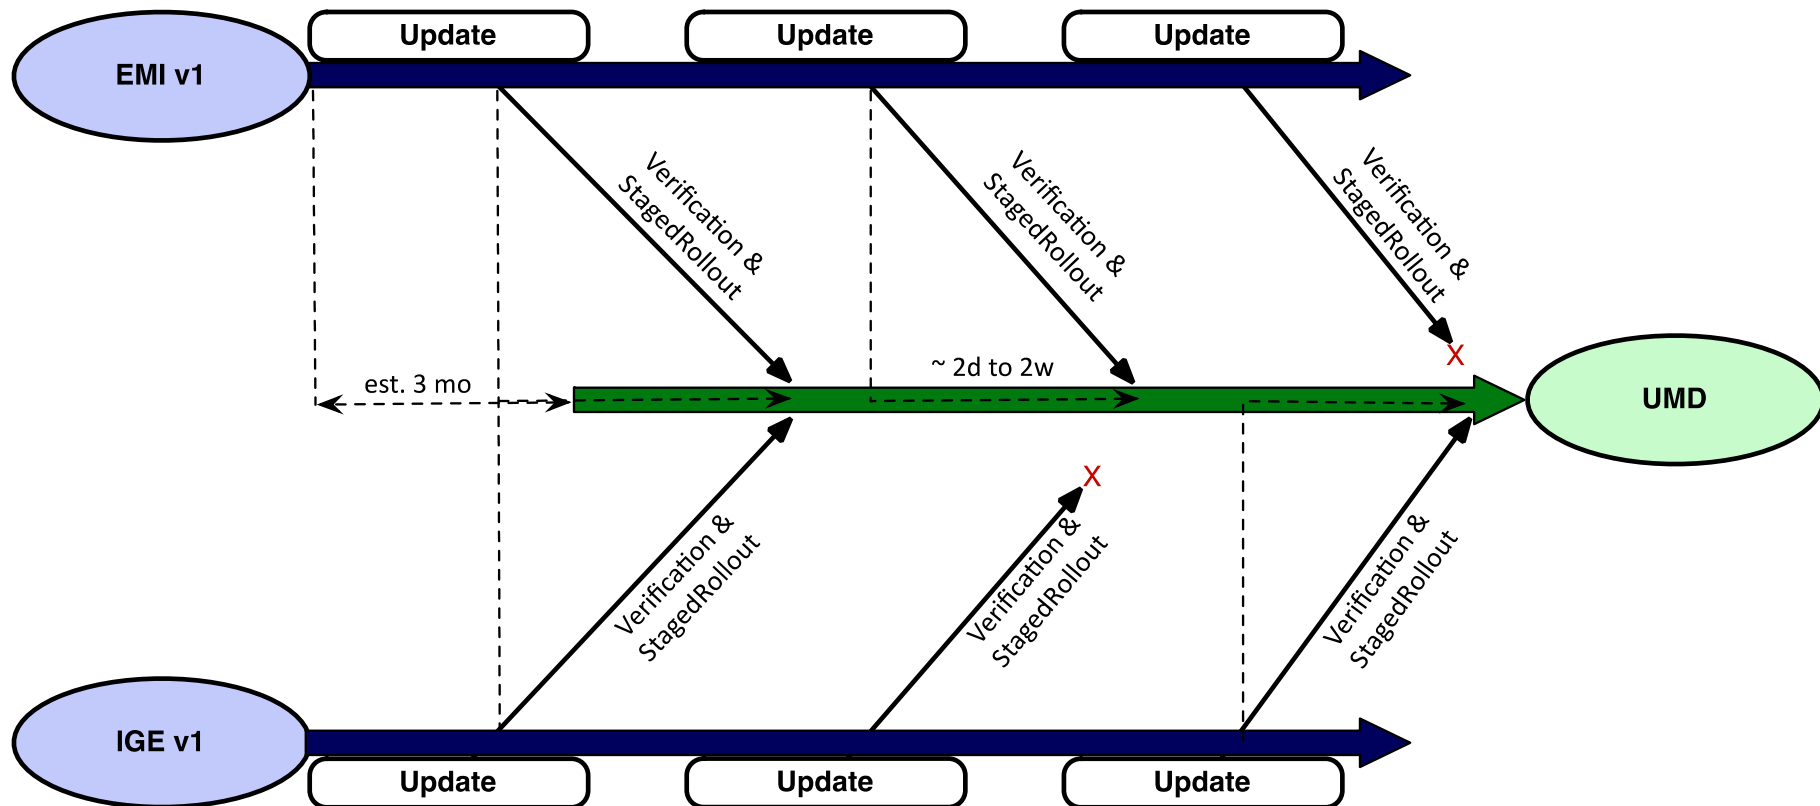 Update
Update
Update
EMI v1
Verification &
StagedRollout
Verification &
StagedRollout
Verification &
StagedRollout
X
est. 3 mo
~ 2d to 2w
UMD
X
Verification &
StagedRollout
Verification &
StagedRollout
Verification &
StagedRollout
IGE v1
Update
Update
Update